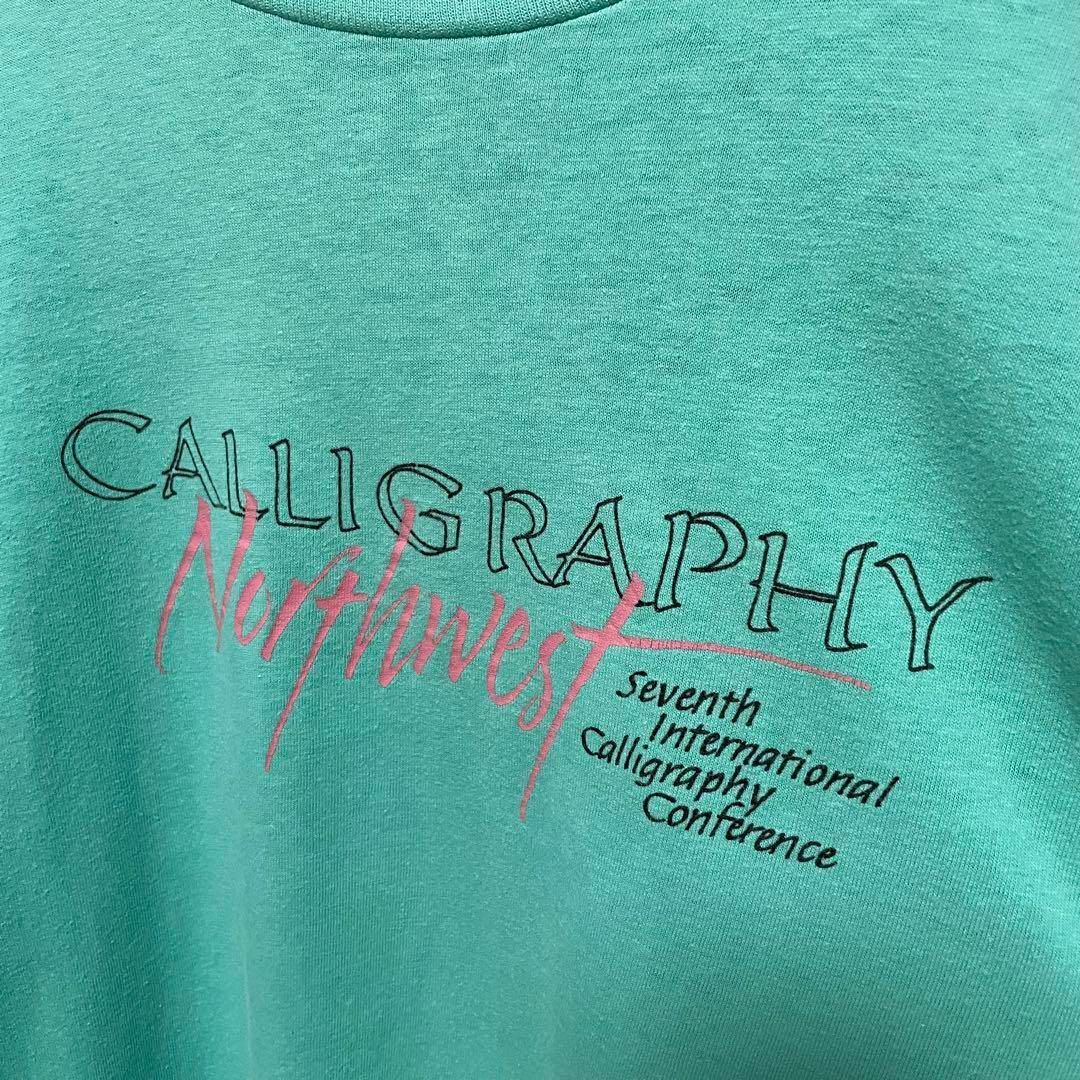 CALLIGRAPHY
Northwest
Seventh
International
Calligraphy
Conference